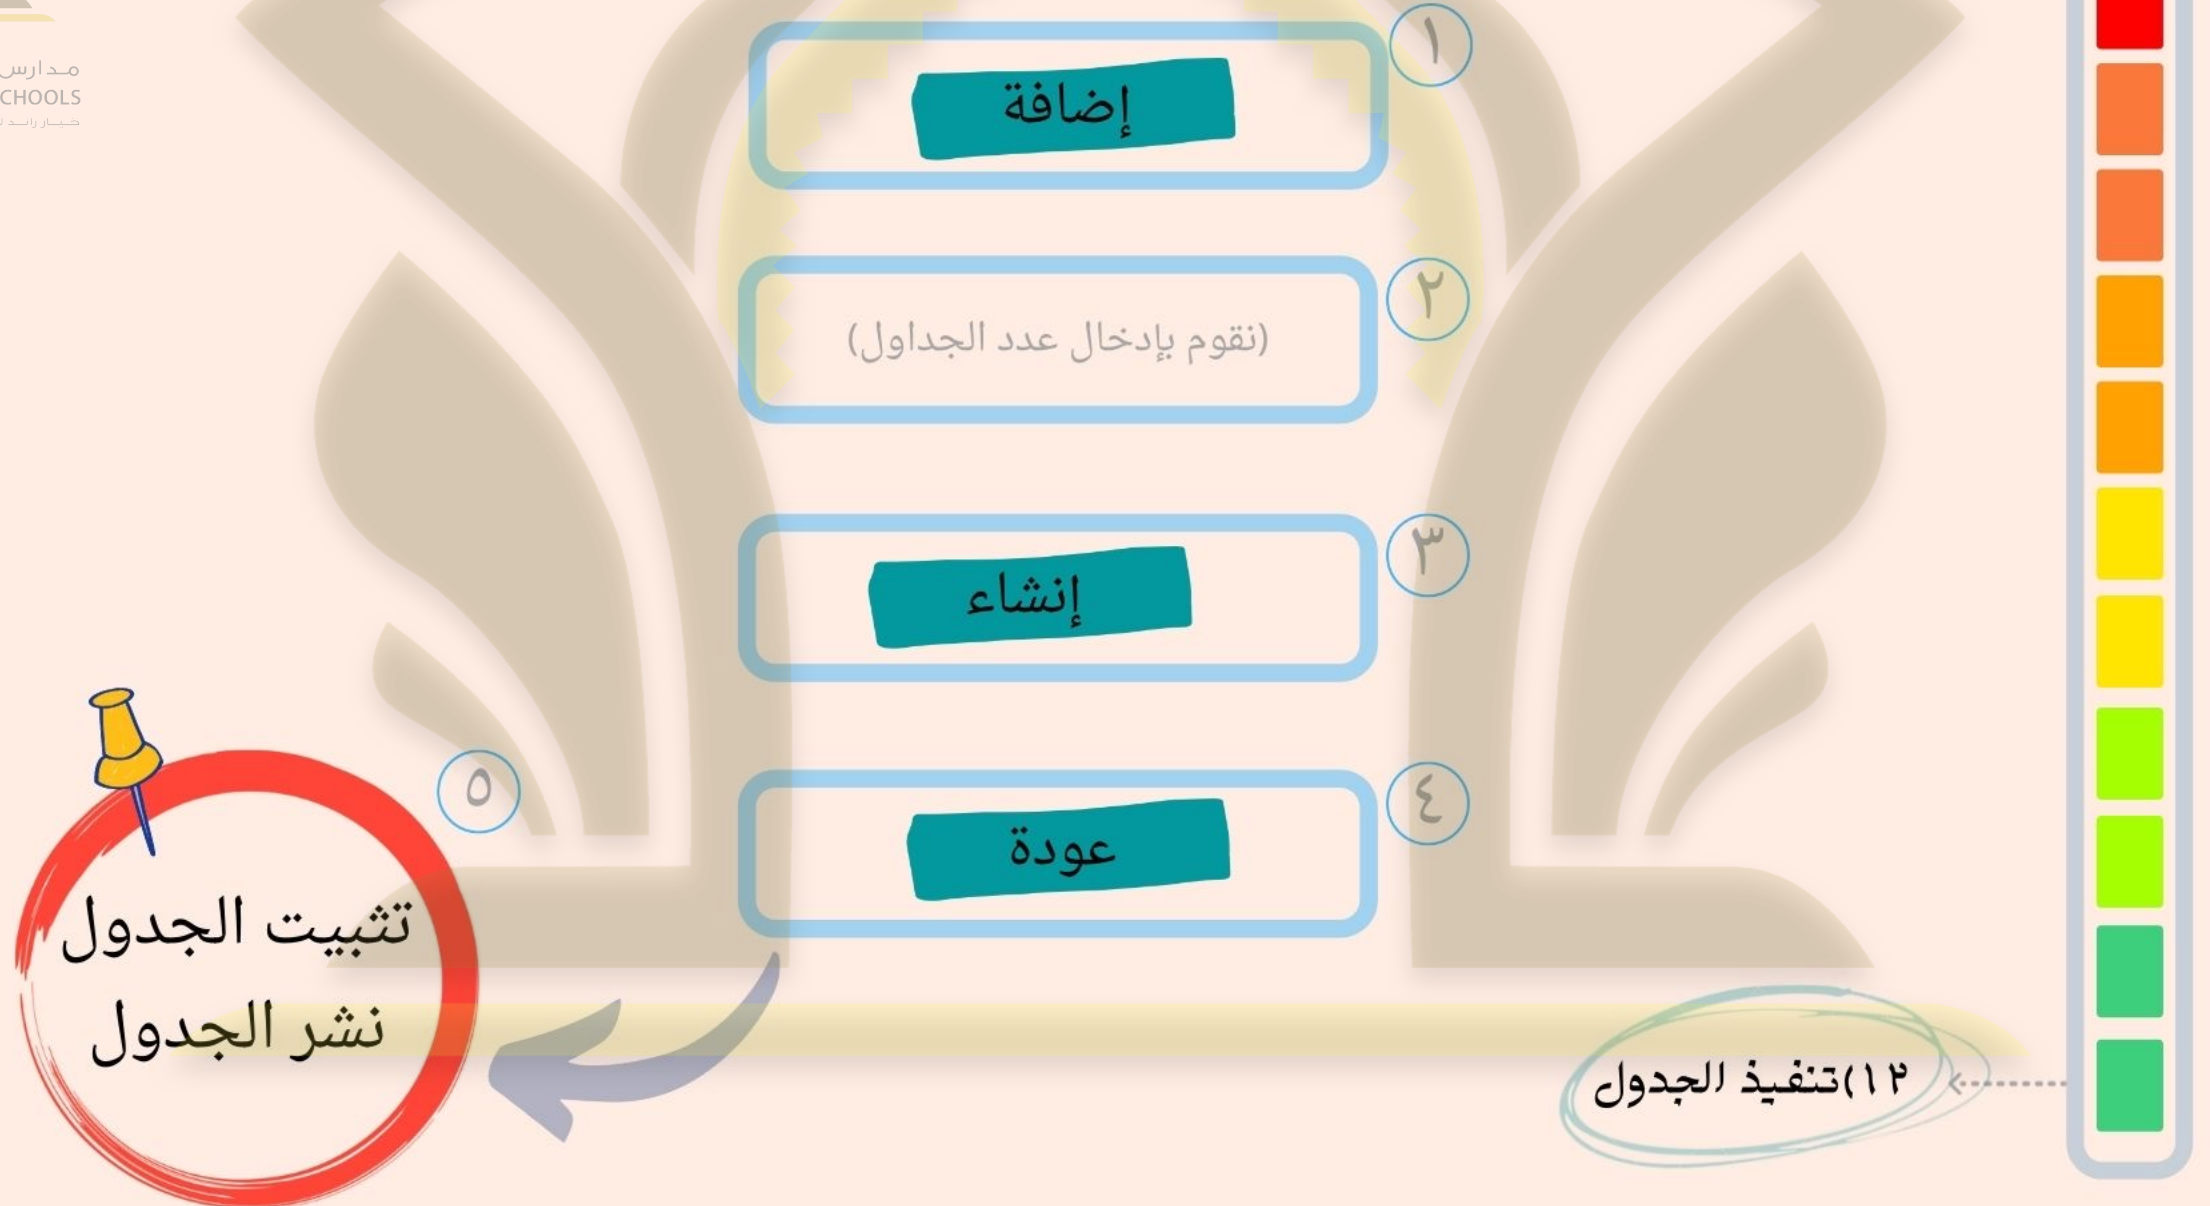 مدارس
CHOOLS
١
إضافة
٢
(نقوم بإدخال عدد الجداول)
٣
إنشاء
٤
عودة
٥
تثبيت الجدول
نشر الجدول
١٢)تنفيذ الجدول